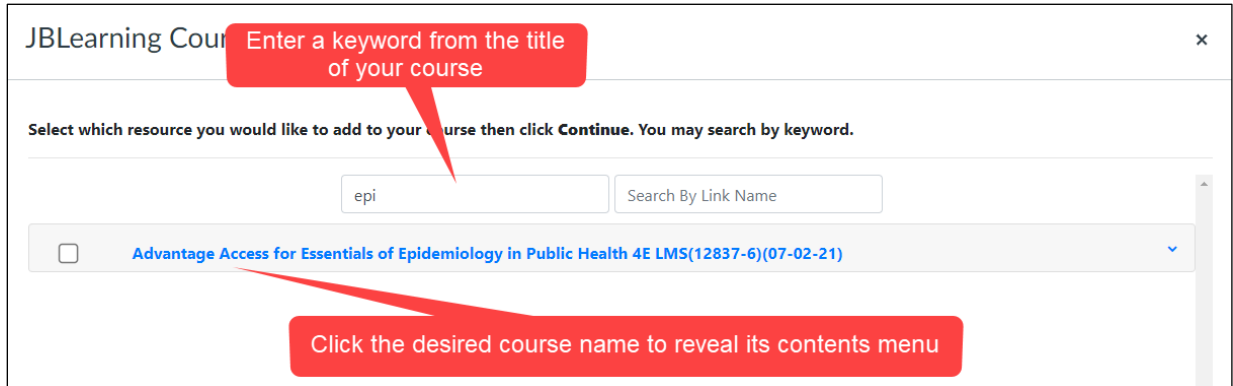 JBLearning Cour
Enter a keyword from the title
of your course
×
Select which resource you would like to add to your course then click Continue. You may search by keyword.
epi
Search By Link Name
Advantage Access for Essentials of Epidemiology in Public Health 4E LMS(12837-6)(07-02-21)
Click the desired course name to reveal its contents menu